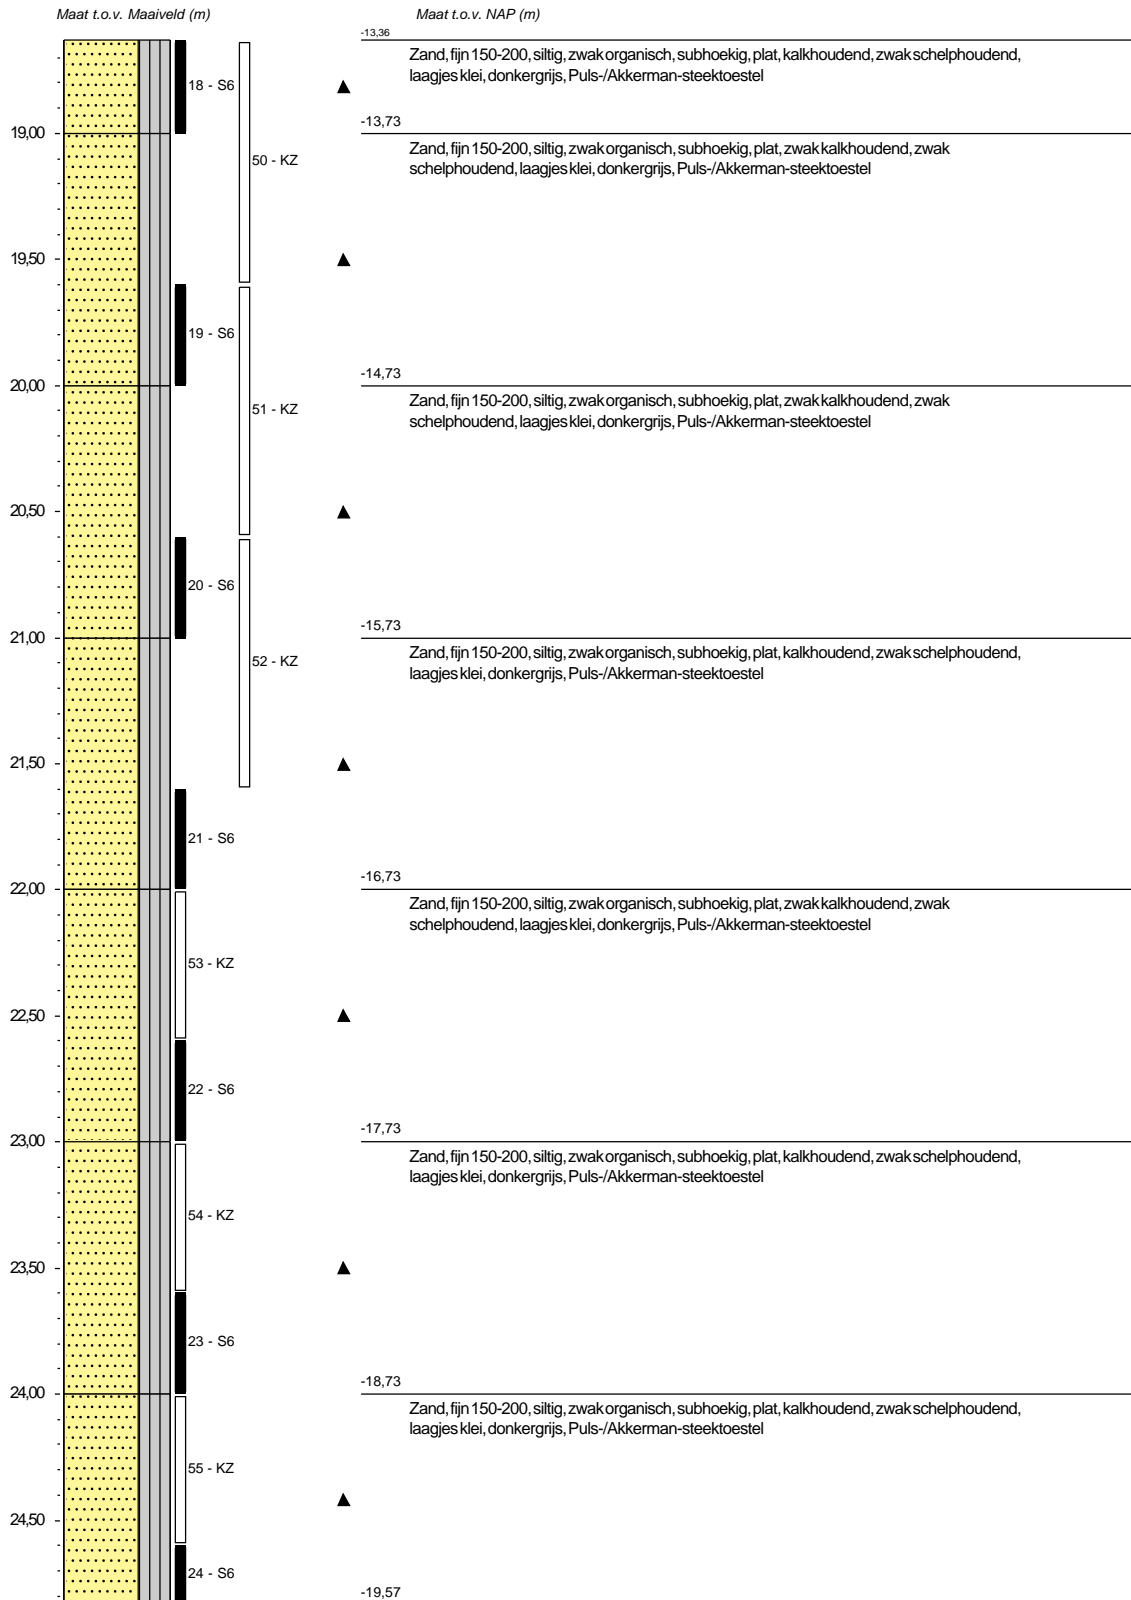 Maat t.o.v. Maaiveld (m)
Maat t.o.v. NAP (m)
-13,36
Zand, fijn 150-200, siltig, zwak organisch, subhoekig, plat, kalkhoudend, zwak schelphoudend,
laagjes klei, donkergrijs, Puls-/Akkerman-steektoestel
18 - S6
-13,73
19,00
Zand, fijn 150-200, siltig, zwak organisch, subhoekig, plat, zwak kalkhoudend, zwak
schelphoudend, laagjes klei, donkergrijs, Puls-/Akkerman-steektoestel
50 - KZ
19,50
19 - S6
-14,73
20,00
Zand, fijn 150-200, siltig, zwak organisch, subhoekig, plat, zwak kalkhoudend, zwak
schelphoudend, laagjes klei, donkergrijs, Puls-/Akkerman-steektoestel
51 - KZ
20,50
20 - S6
-15,73
21,00
Zand, fijn 150-200, siltig, zwak organisch, subhoekig, plat, kalkhoudend, zwak schelphoudend,
laagjes klei, donkergrijs, Puls-/Akkerman-steektoestel
52 - KZ
21,50
21 - S6
-16,73
22,00
Zand, fijn 150-200, siltig, zwak organisch, subhoekig, plat, zwak kalkhoudend, zwak
schelphoudend, laagjes klei, donkergrijs, Puls-/Akkerman-steektoestel
53 - KZ
22,50
22 - S6
-17,73
23,00
Zand, fijn 150-200, siltig, zwak organisch, subhoekig, plat, kalkhoudend, zwak schelphoudend,
laagjes klei, donkergrijs, Puls-/Akkerman-steektoestel
54 - KZ
23,50
23 - S6
-18,73
24,00
Zand, fijn 150-200, siltig, zwak organisch, subhoekig, plat, kalkhoudend, zwak schelphoudend,
laagjes klei, donkergrijs, Puls-/Akkerman-steektoestel
55 - KZ
24,50
24 - S6
-19,57